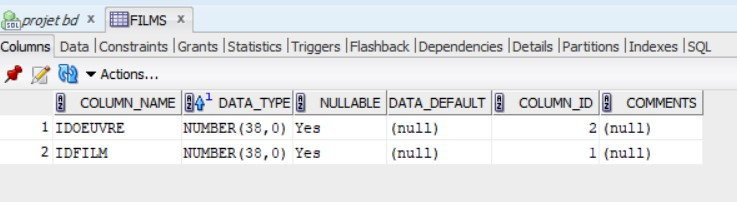 projet bd x FILMS x
Columns Data |Constraints |Grants |Statistics |Triggers |Flashback |Dependencies |Details |Partitions |Indexes |SQL
Actions...
COLUMN_NAME 1 DATA_TYPE NULLABLE DATA_DEFAULT COLUMN_ID COMMENTS
1 IDOEUVRE NUMBER(38,0) Yes (null) 2 (null)
2 IDFILM NUMBER(38,0) Yes (null) 1 (null)